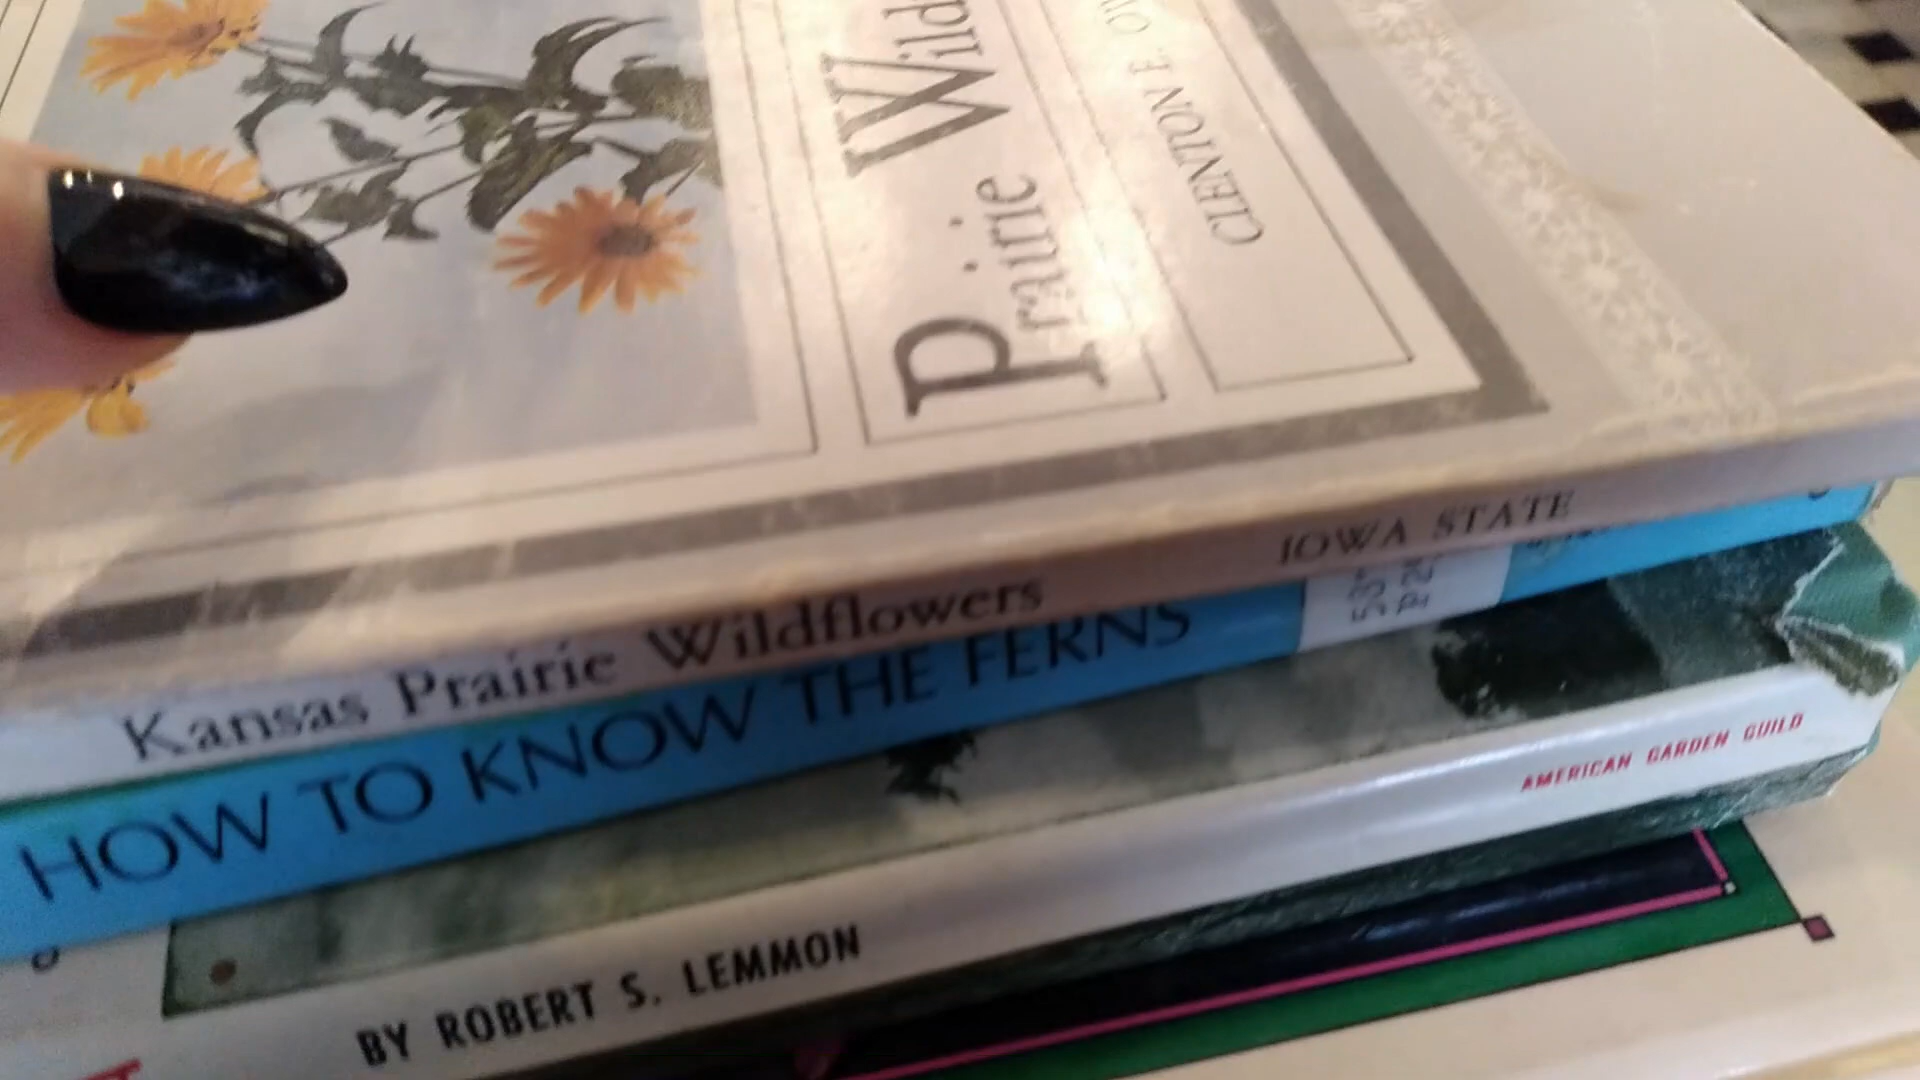 Prairie Wild
CLENTON E. OW
Kansas Prairie Wildflowers IOWA STATE
HOW TO KNOW THE FERNS
BY ROBERT S. LEMMON AMERICAN GARDEN GUILD